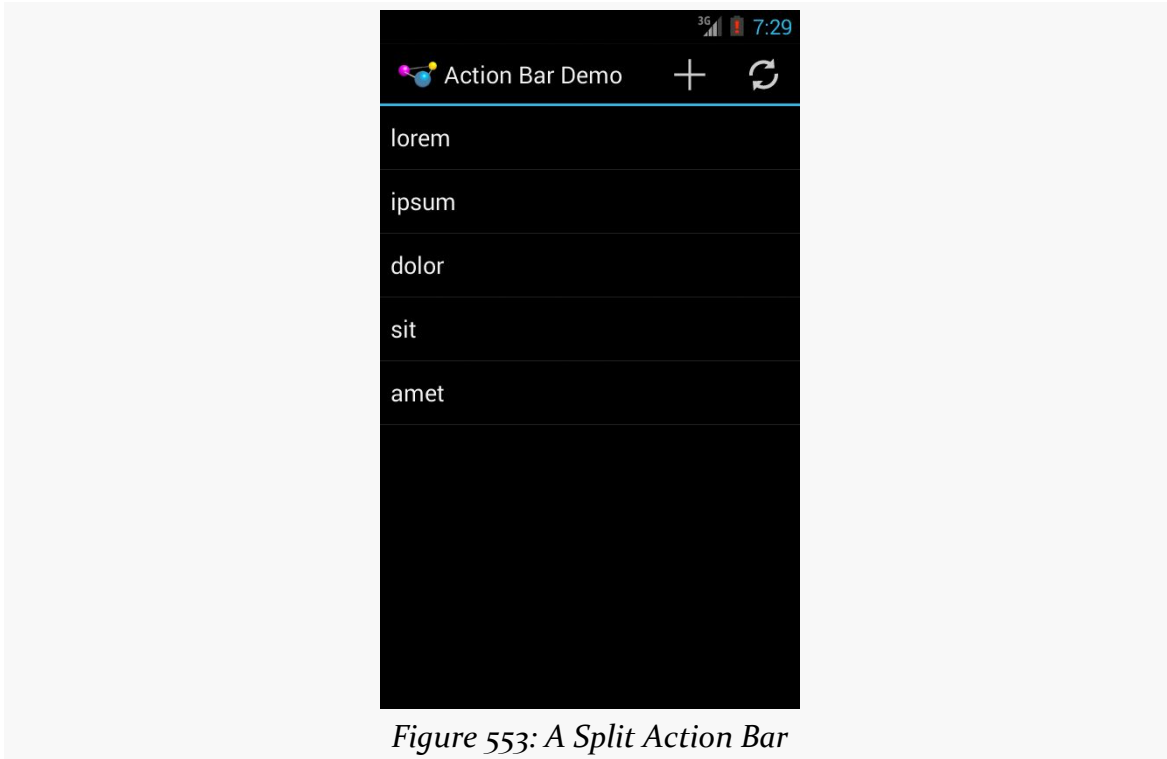 3G 7:29
Action Bar Demo
lorem
ipsum
dolor
sit
amet
Figure 553: A Split Action Bar